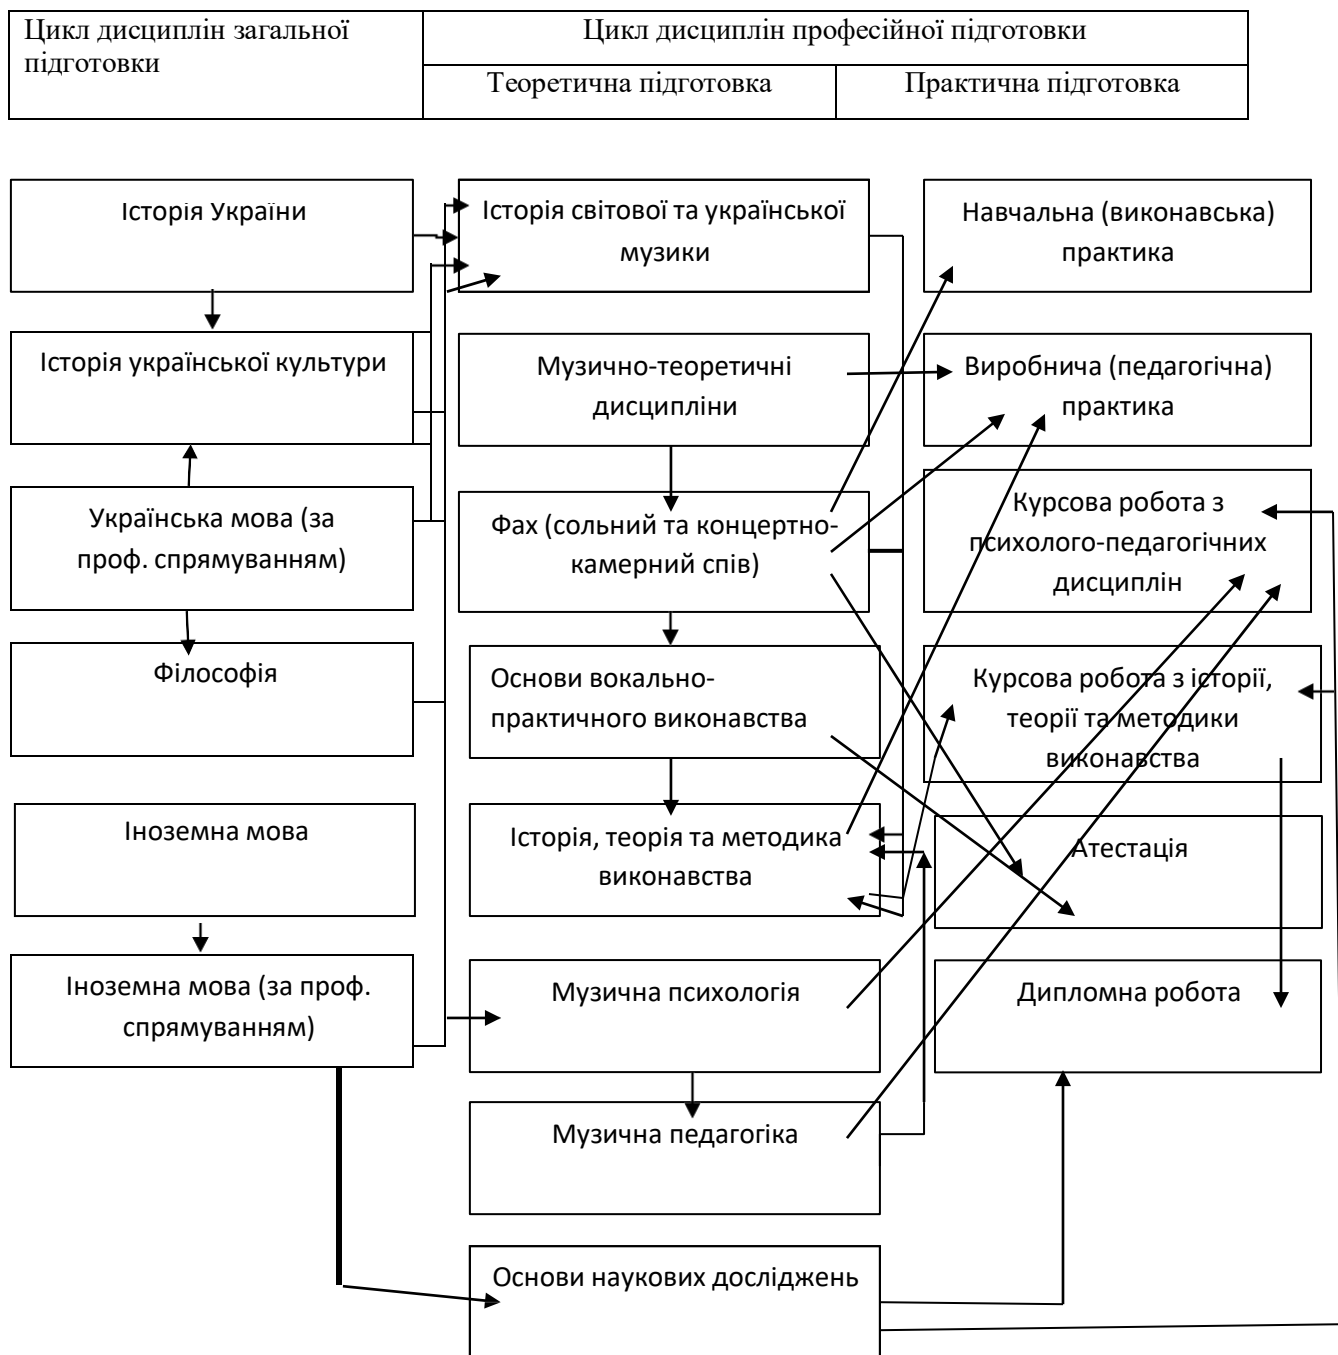 Цикл дисциплін загальної
підготовки
Цикл дисциплін професійної підготовки
Теоретична підготовка
Практична підготовка
Історія України
Історія світової та української
музики
Навчальна (виконавська)
практика
Історія української культури
Музично-теоретичні
дисципліни
Виробнича (педагогічна)
практика
Українська мова (за
проф. спрямуванням)
Фах (сольний та концертно-
камерний спів)
Курсова робота з
психолого-педагогічних
дисциплін
Філософія
Основи вокально-
практичного виконавства
Курсова робота з історії,
теорії та методики
виконавства
Іноземна мова
Історія, теорія та методика
виконавства
Атестація
Іноземна мова (за проф.
спрямуванням)
Музична психологія
Дипломна робота
Музична педагогіка
Основи наукових досліджень